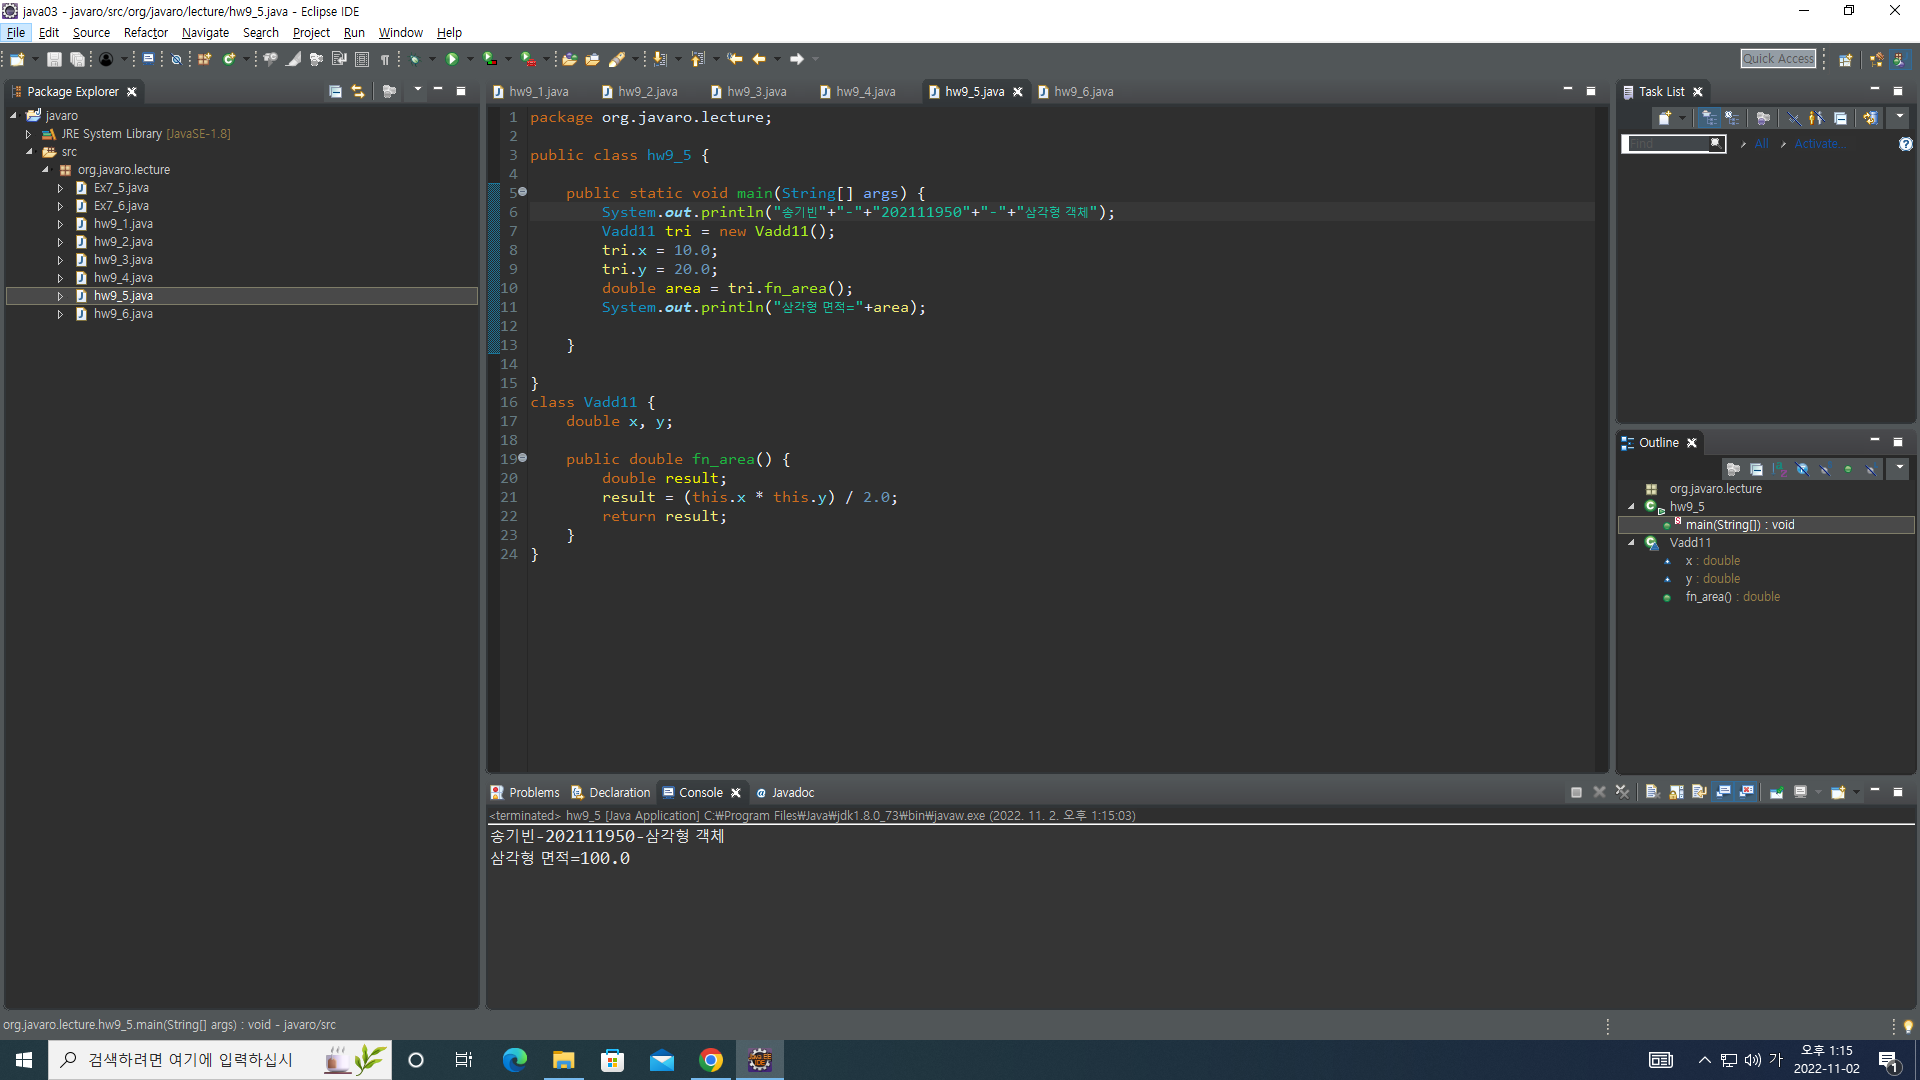 java03 - javaro/src/org/javaro/lecture/hw9_5.java - Eclipse IDE
File Edit Source Refactor Navigate Search Project Run Window Help
Quick Access
Package Explorer
javaro
JRE System Library [JavaSE-1.8]
src
org.javaro.lecture
Ex7_5.java
Ex7_6.java
hw9_1.java
hw9_2.java
hw9_3.java
hw9_4.java
hw9_5.java
hw9_6.java
hw9_1.java hw9_2.java hw9_3.java hw9_4.java hw9_5.java hw9_6.java
1 package org.javaro.lecture;
2
3 public class hw9_5 {
4
5     public static void main(String[] args) {
6         System.out.println("송기빈"+"-"+"202111950"+"-"+"삼각형 객체");
7         Vadd11 tri = new Vadd11();
8         tri.x = 10.0;
9         tri.y = 20.0;
10         double area = tri.fn_area();
11         System.out.println("삼각형 면적="+area);
12
13     }
14
15 }
16 class Vadd11 {
17     double x, y;
18
19     public double fn_area() {
20         double result;
21         result = (this.x * this.y) / 2.0;
22         return result;
23     }
24 }
Task List
Find All Activate...
Outline
org.javaro.lecture
hw9_5
main(String[]) : void
Vadd11
x : double
y : double
fn_area() : double
Problems Declaration Console Javadoc
<terminated> hw9_5 [Java Application] C:₩Program Files₩Java₩jdk1.8.0_73₩bin₩javaw.exe (2022. 11. 2. 오후 1:15:03)
송기빈-202111950-삼각형 객체
삼각형 면적=100.0
org.javaro.lecture.hw9_5.main(String[] args) : void - javaro/src
검색하려면 여기에 입력하십시
가
오후 1:15
2022-11-02
1